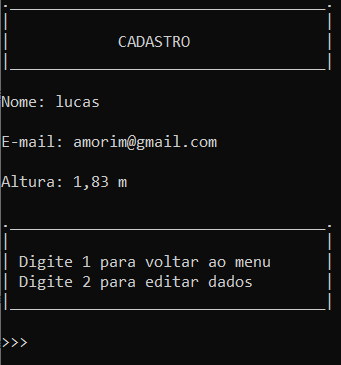 CADASTRO
Nome: lucas
E-mail: amorim@gmail.com
Altura: 1,83 m
Digite 1 para voltar ao menu
Digite 2 para editar dados
>>>